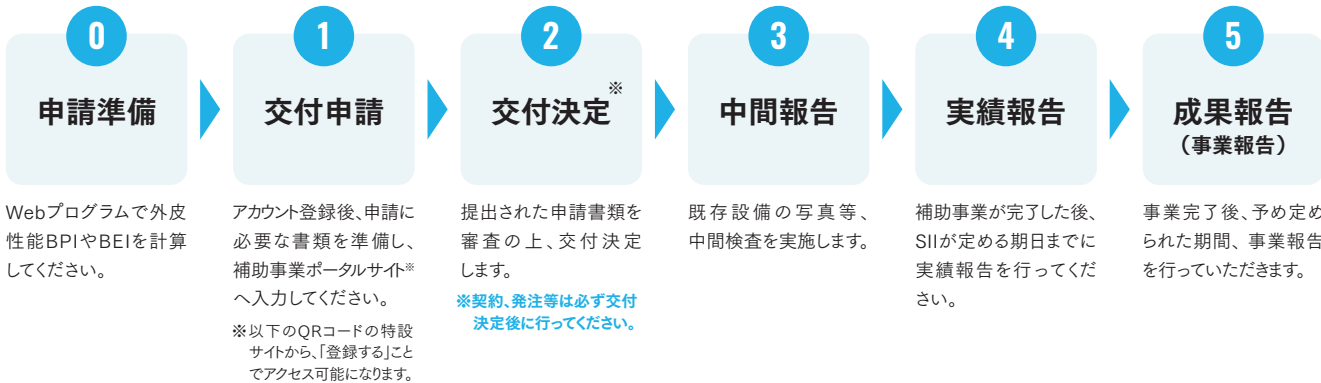 0
申請準備
Webプログラムで外皮
性能BPIやBEIを計算
してください。
1
交付申請
アカウント登録後、申請に
必要な書類を準備し、
補助事業ポータルサイト※
へ入力してください。
※以下のQRコードの特設
サイトから、「登録する」こと
でアクセス可能になります。
2
交付決定※
提出された申請書類を
審査の上、交付決定
します。
※契約、発注等は必ず交付
決定後に行ってください。
3
中間報告
既存設備の写真等、
中間検査を実施します。
4
実績報告
補助事業が完了した後、
SIIが定める期日までに
実績報告を行ってくだ
さい。
5
成果報告
（事業報告）
事業完了後、予め定め
られた期間、事業報告
を行っていただきます。